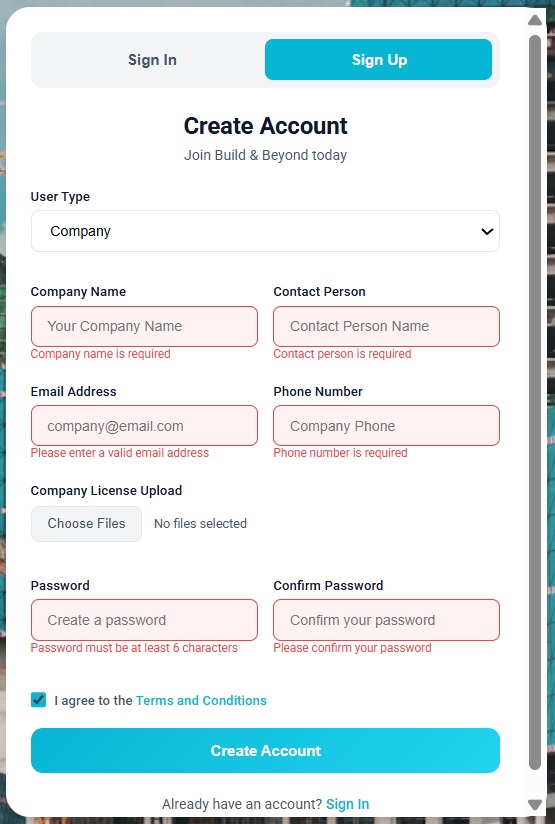 Sign In Sign Up
Create Account
Join Build & Beyond today
User Type
Company
Company Name Contact Person
Your Company Name Contact Person Name
Company name is required Contact person is required
Email Address Phone Number
company@email.com Company Phone
Please enter a valid email address Phone number is required
Company License Upload
Choose Files No files selected
Password Confirm Password
Create a password Confirm your password
Password must be at least 6 characters Please confirm your password
I agree to the Terms and Conditions
Create Account
Already have an account? Sign In